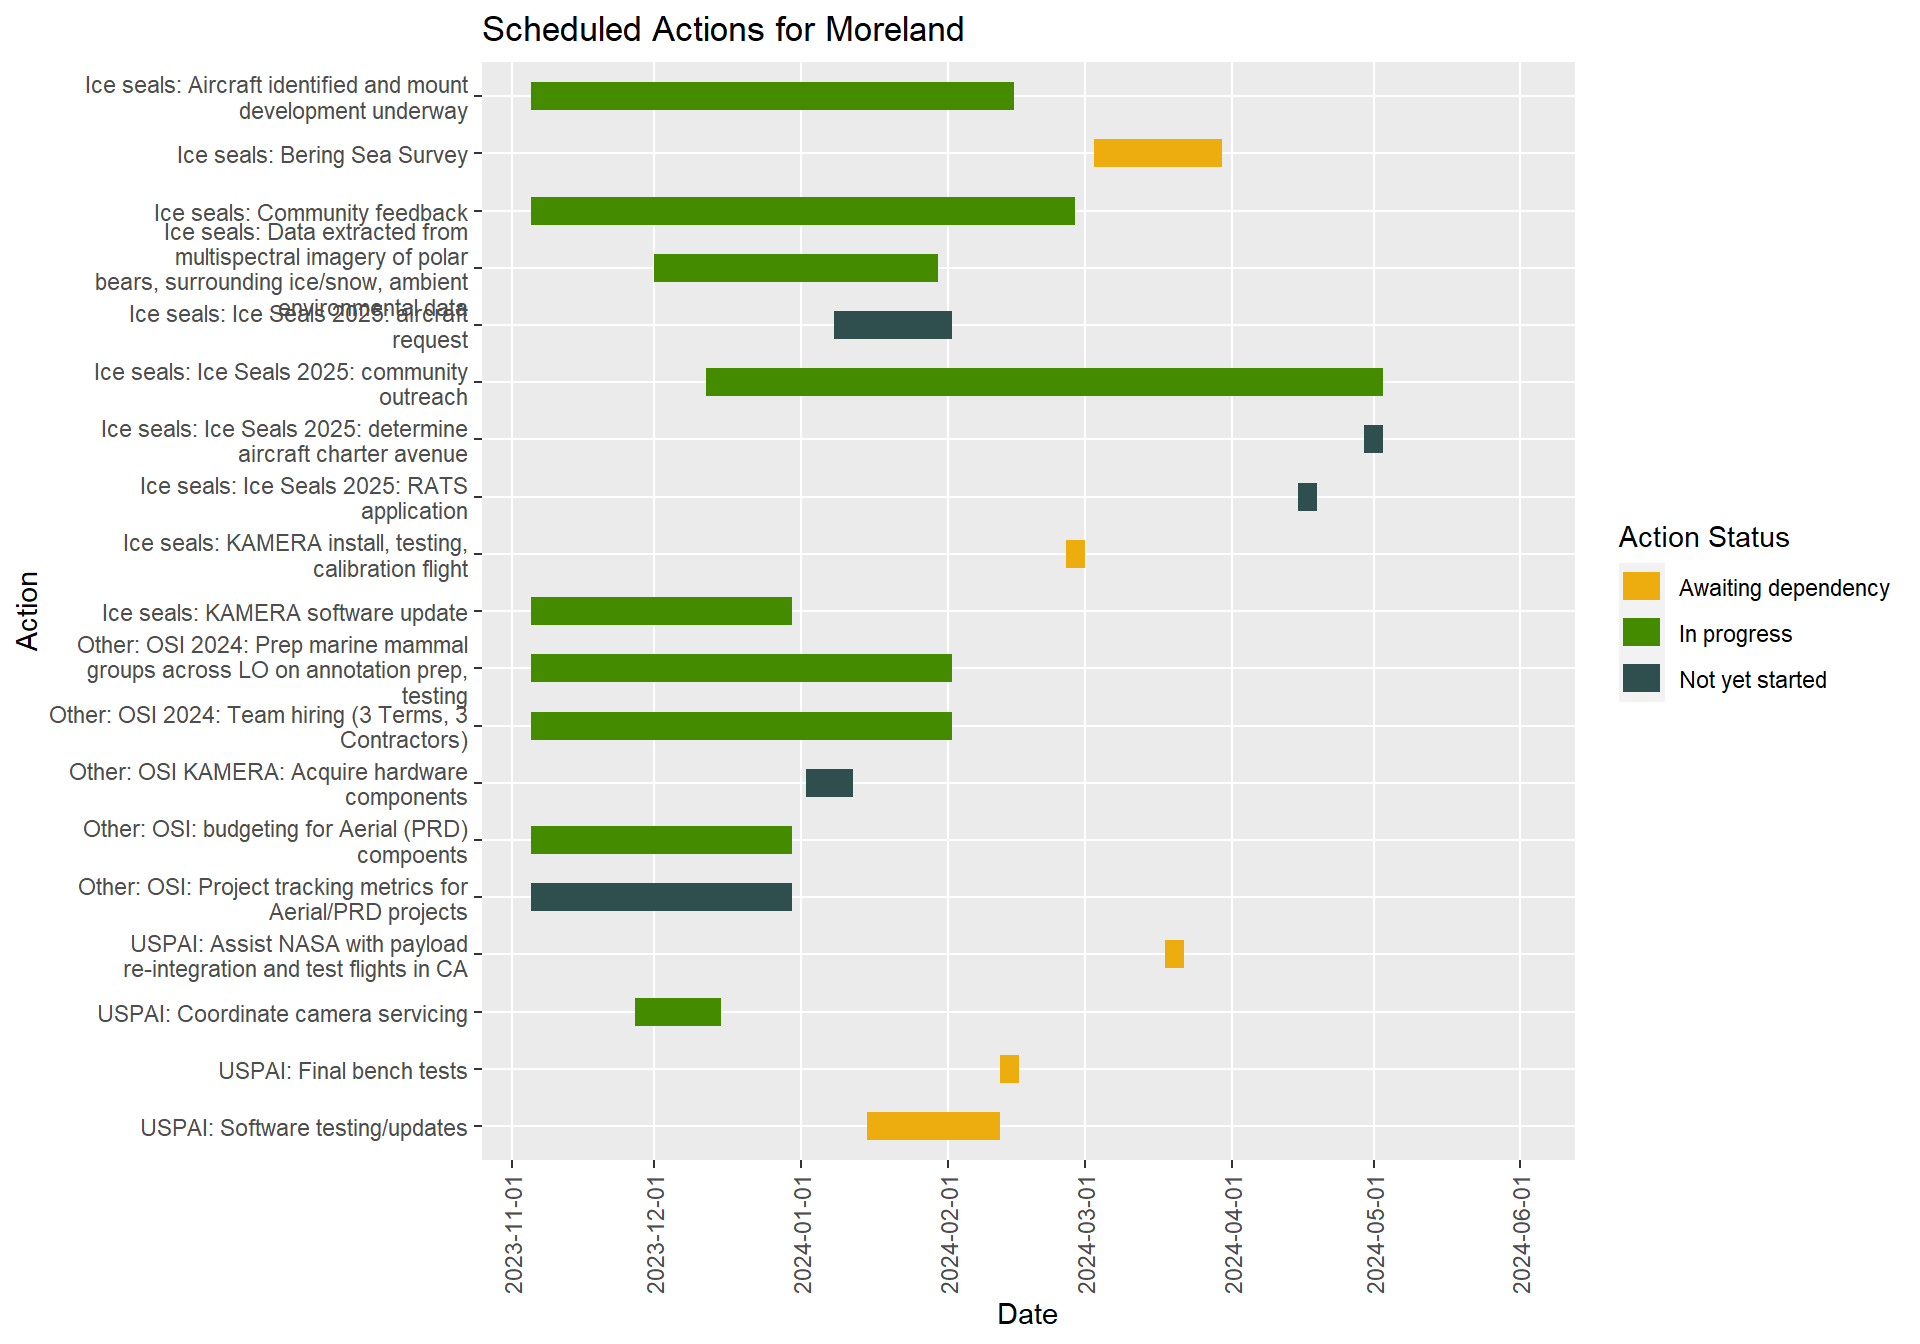 Scheduled Actions for Moreland
Ice seals: Aircraft identified and mount
development underway
Ice seals: Bering Sea Survey
Ice seals: Community feedback
Ice seals: Data extracted from
multispectral imagery of polar
bears, surrounding ice/snow, ambient
environmental data
Ice seals: Ice Seals 2025: aircraft
request
Ice seals: Ice Seals 2025: community
outreach
Ice seals: Ice Seals 2025: determine
aircraft charter avenue
Ice seals: Ice Seals 2025: RATS
application
Ice seals: KAMERA install, testing,
calibration flight
Ice seals: KAMERA software update
Other: OSI 2024: Prep marine mammal
groups across LO on annotation prep,
testing
Other: OSI 2024: Team hiring (3 Terms, 3
Contractors)
Other: OSI KAMERA: Acquire hardware
components
Other: OSI: budgeting for Aerial (PRD)
compoents
Other: OSI: Project tracking metrics for
Aerial/PRD projects
USPAI: Assist NASA with payload
re-integration and test flights in CA
USPAI: Coordinate camera servicing
USPAI: Final bench tests
USPAI: Software testing/updates
Action
2023-11-01
2023-12-01
2024-01-01
2024-02-01
2024-03-01
2024-04-01
2024-05-01
2024-06-01
Date
Action Status
Awaiting dependency
In progress
Not yet started